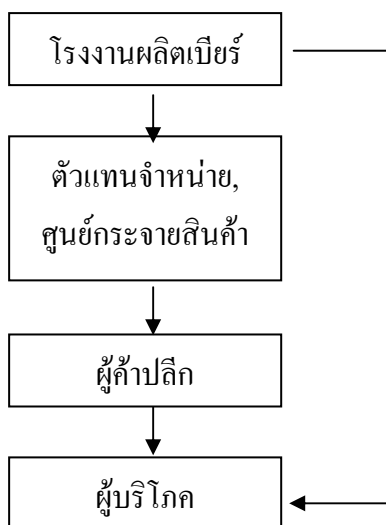 โรงงานผลิตเบียร์
ตัวแทนจำหน่าย,
ศูนย์กระจายสินค้า
ผู้ค้าปลีก
ผู้บริโภค